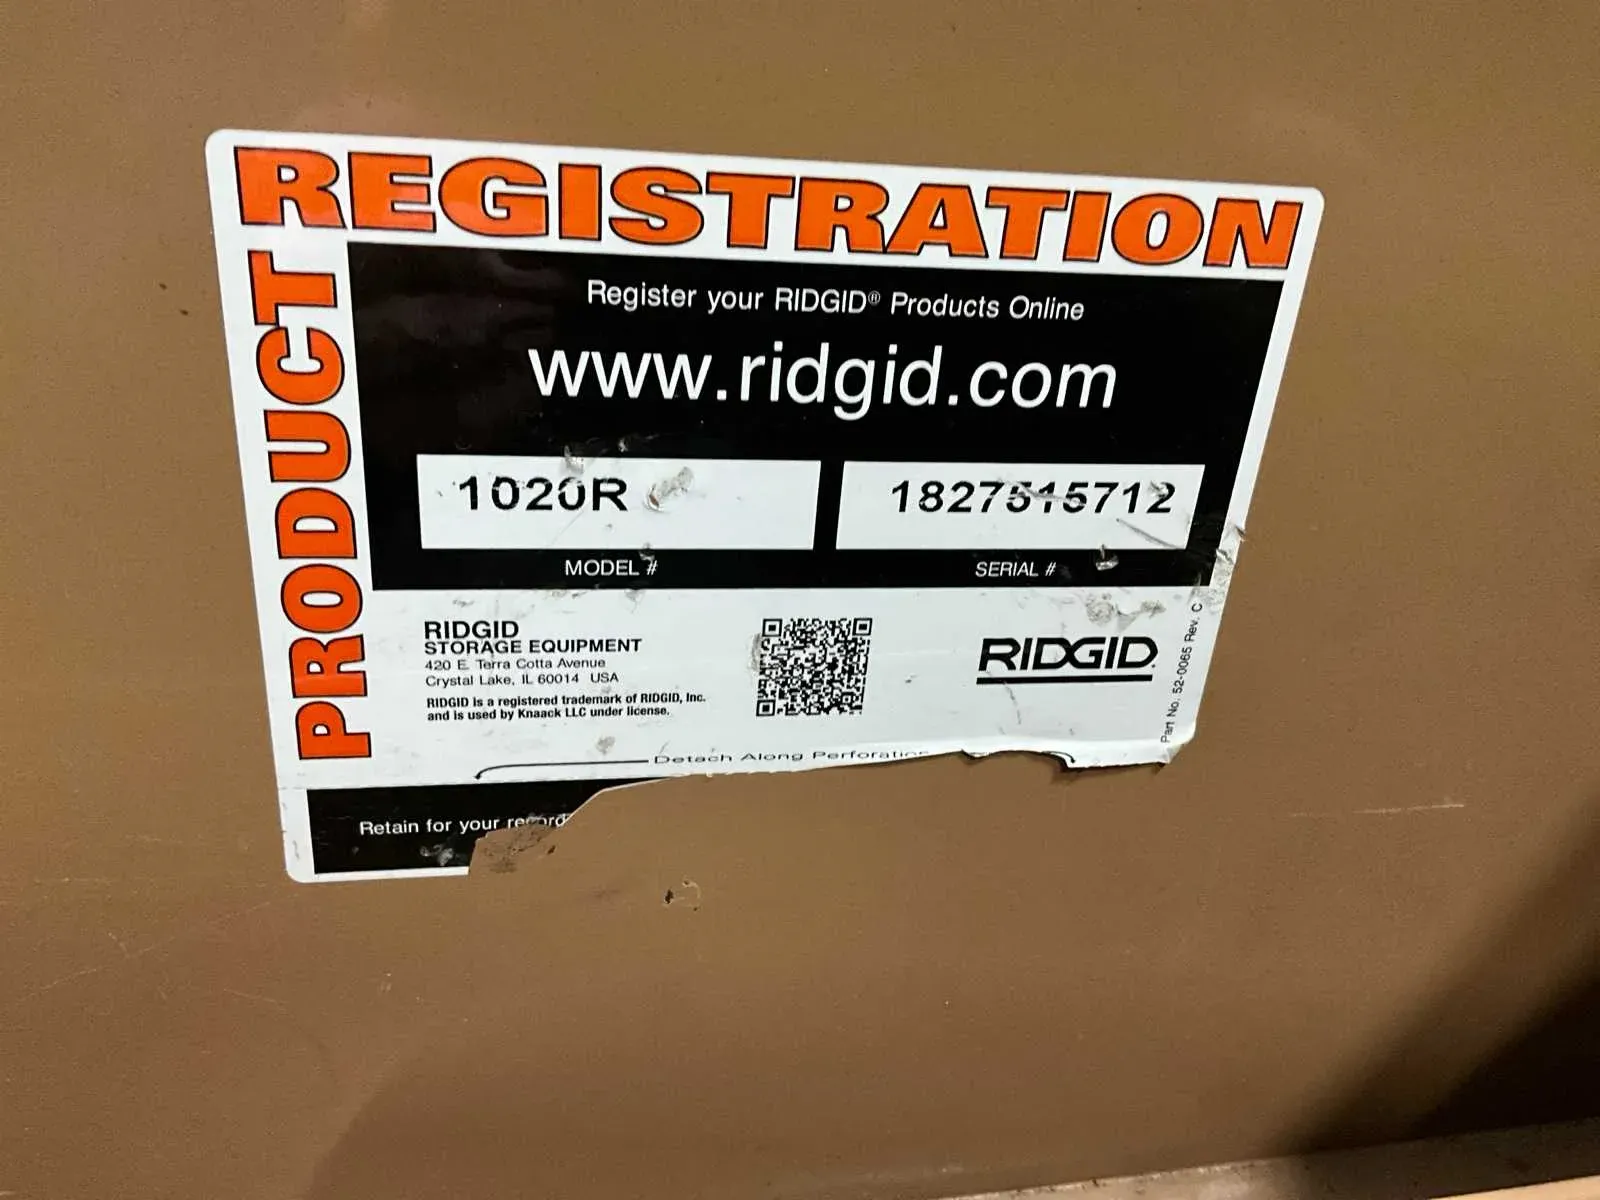 PRODUCT REGISTRATION
Register your RIDGID® Products Online
www.ridgid.com
1020R
1827515712
MODEL #
SERIAL #
RIDGID
STORAGE EQUIPMENT
420 E. Terra Cotta Avenue
Crystal Lake, IL 60014 USA
RIDGID is a registered trademark of RIDGID, Inc.
and is used by Knaack LLC under license.
RIDGID
Part No. 52-0065 Rev. C
Detach Along Perforation
Retain for your record